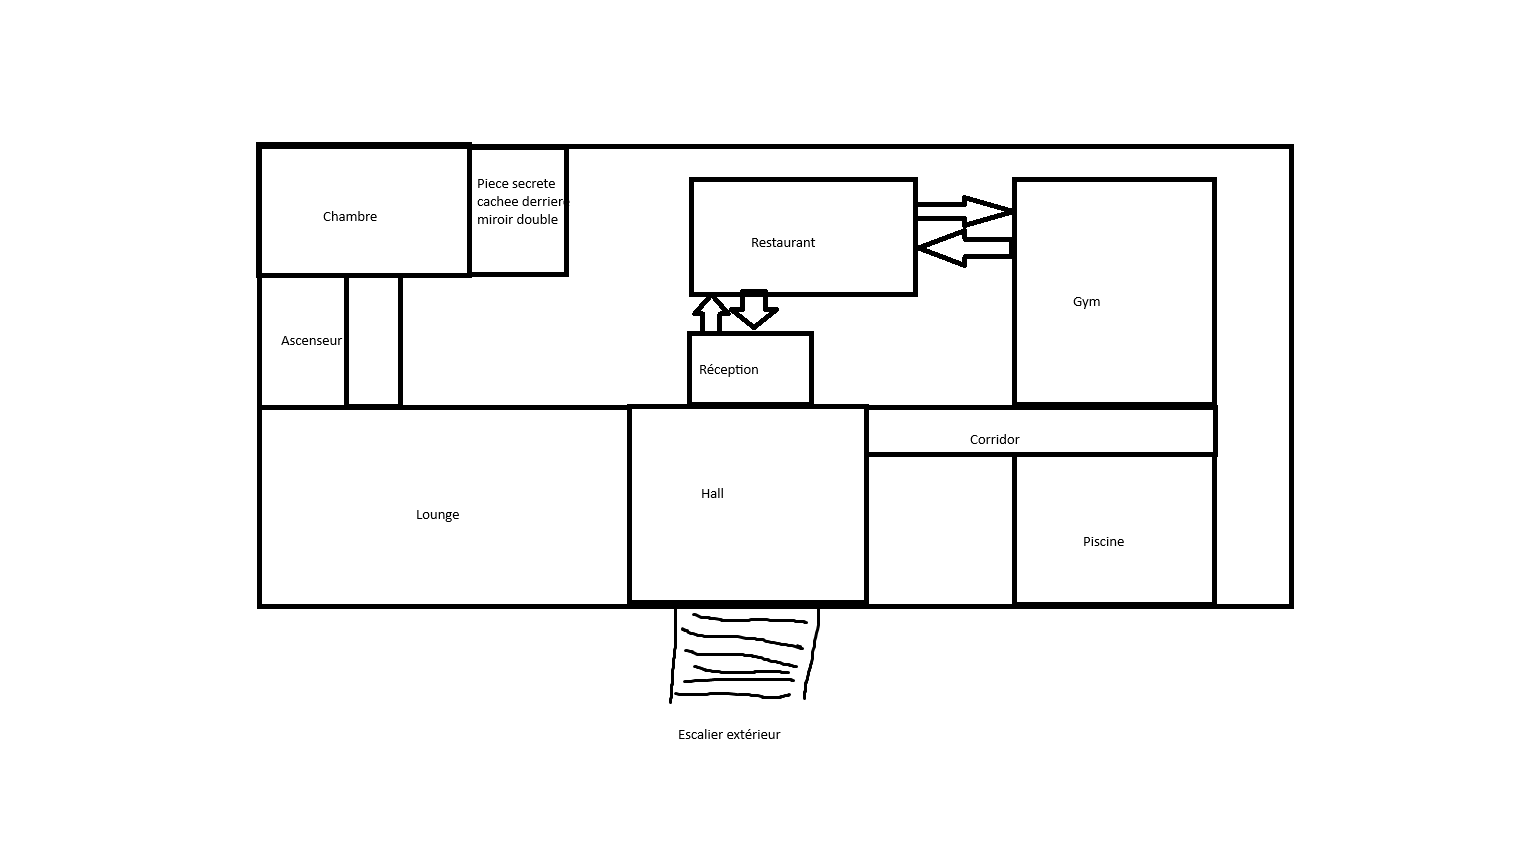 Piece secrete
cachee derriere
miroir double
Chambre
Restaurant
Gym
Ascenseur
Réception
Corridor
Hall
Lounge
Piscine
Escalier extérieur